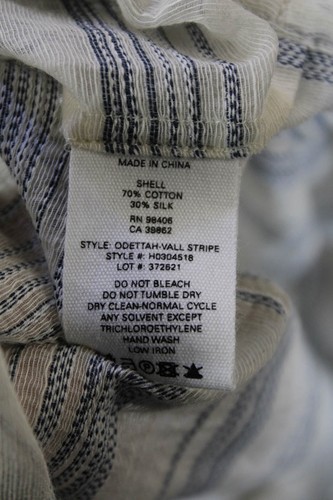 MADE IN CHINA
SHELL
70% COTTON
30% SILK
RN 98406
CA 38862
STYLE: ODETTAH-VALL STRIPE
STYLE #: H0304518
LOT #: 372621
DO NOT BLEACH
DO NOT TUMBLE DRY
DRY CLEAN-NORMAL CYCLE
ANY SOLVENT EXCEPT
TRICHLOROETHYLENE
HAND WASH
LOW IRON